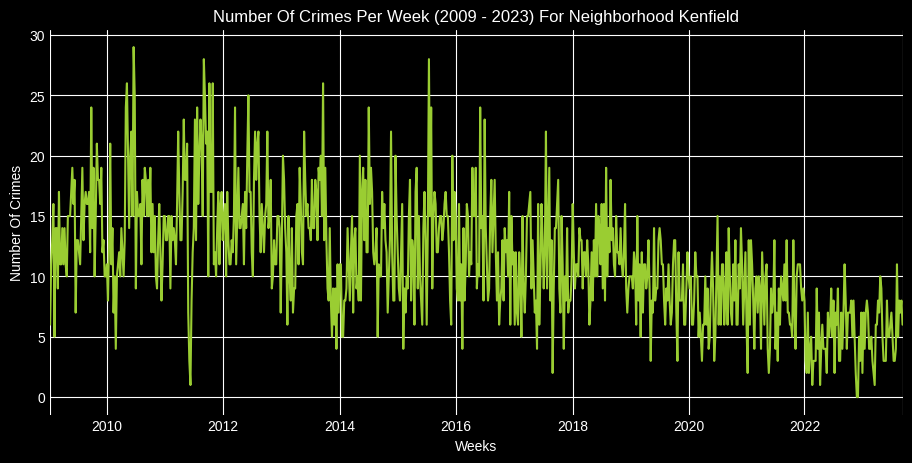 Number Of Crimes Per Week (2009 - 2023) For Neighborhood Kenfield
30
25
20
15
10
5
0
Number Of Crimes
2010 2012 2014 2016 2018 2020 2022
Weeks